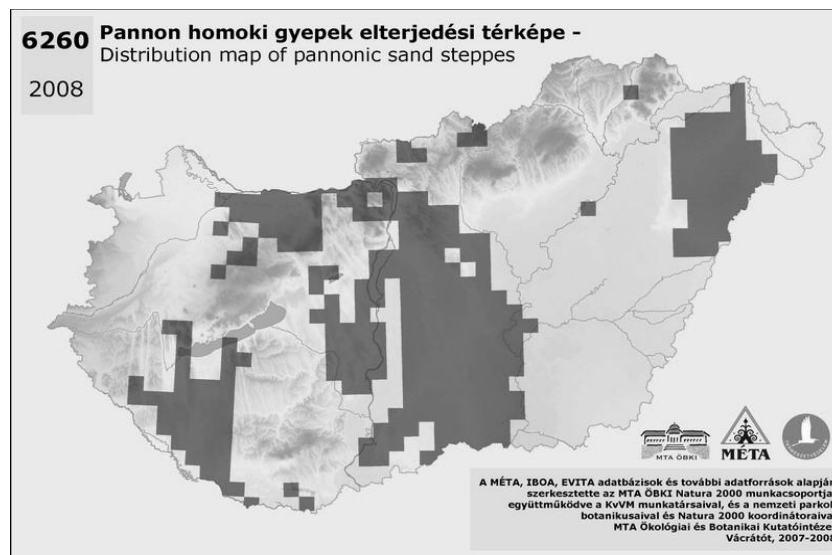 6260
2008
Pannon homoki gyepek elterjedési térképe -
Distribution map of pannonic sand steppes
MTA ÖBKI
MÉTA
A MÉTA, IBOA, EVITA adatbázisok és további adatforrások alapján
szerkesztette az MTA ÖBKI Natura 2000 munkacsoportja
együttműködve a KvVM munkatársaival, és a nemzeti parkok
botanikusaival és Natura 2000 koordinátoraival
MTA Ökológiai és Botanikai Kutatóintézet
Vácrátót, 2007-2008